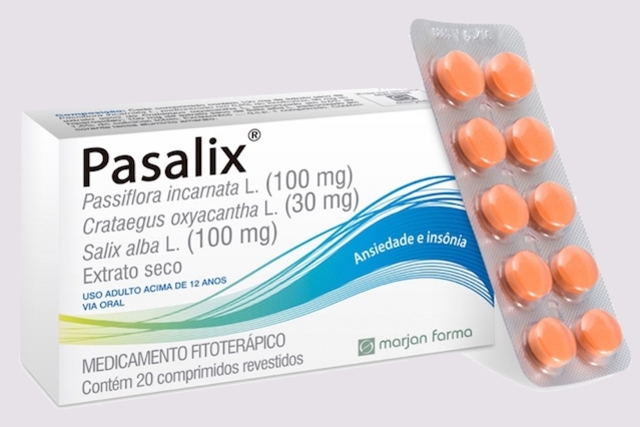 Pasalix®
Passiflora incarnata L. (100 mg)
Crataegus oxyacantha L. (30 mg)
Salix alba L. (100 mg)
Extrato seco
USO ADULTO ACIMA DE 12 ANOS
VIA ORAL
Ansiedade e insônia
MEDICAMENTO FITOTERÁPICO
Contém 20 comprimidos revestidos
marjan farma